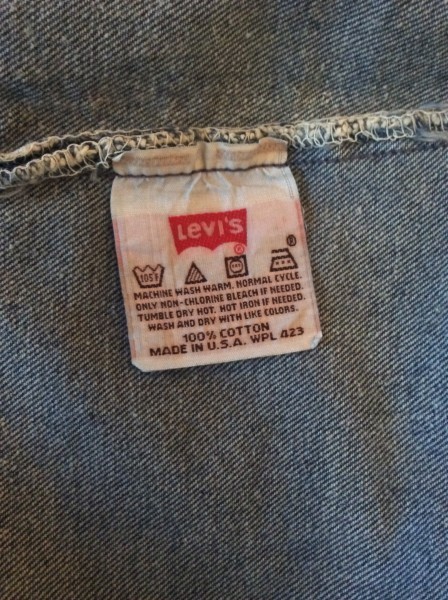 Levi's
®
105F
®
MACHINE WASH WARM. NORMAL CYCLE.
ONLY NON-CHLORINE BLEACH IF NEEDED.
TUMBLE DRY HOT. HOT IRON IF NEEDED.
WASH AND DRY WITH LIKE COLORS.
100% COTTON
MADE IN U.S.A. WPL 423